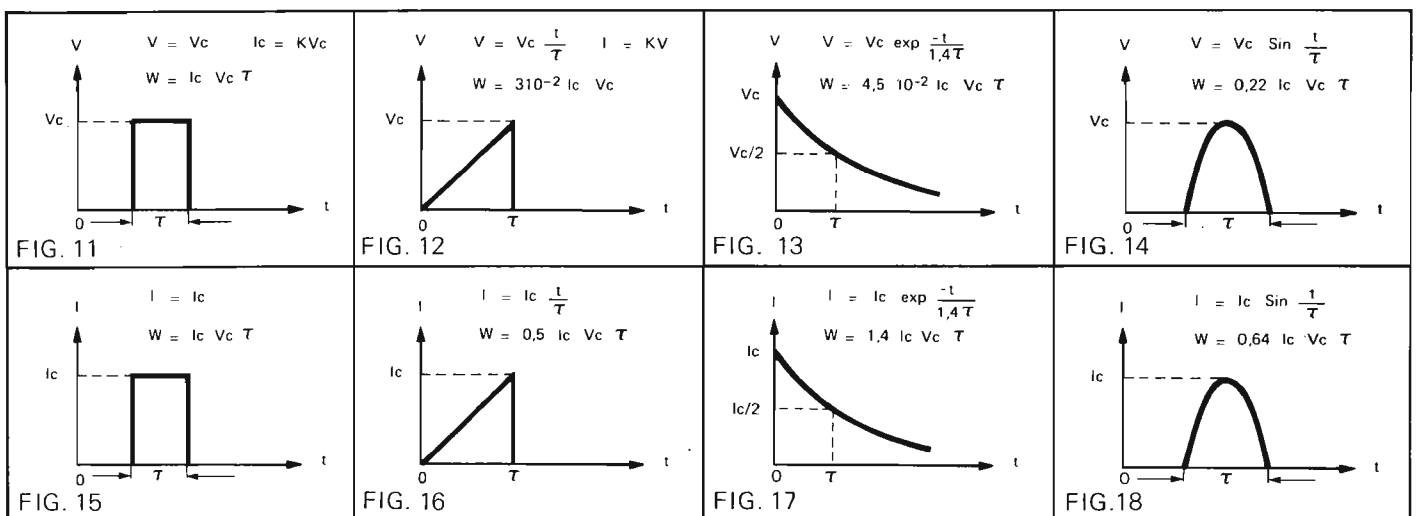 V V = Vc Ic = KVc
W = Ic Vc τ
Vc
0 τ t
FIG. 11
V V = Vc t/τ I = KV
W = 310⁻² Ic Vc
Vc
0 τ t
FIG. 12
V V = Vc exp -t/1,4τ
W = 4,5 10⁻² Ic Vc τ
Vc
Vc/2
0 τ t
FIG. 13
V V = Vc Sin t/τ
W = 0,22 Ic Vc τ
Vc
0 τ t
FIG. 14
I I = Ic
W = Ic Vc τ
Ic
0 τ t
FIG. 15
I I = Ic t/τ
W = 0,5 Ic Vc τ
Ic
0 τ t
FIG. 16
I I = Ic exp -t/1,4τ
W = 1,4 Ic Vc τ
Ic
Ic/2
0 τ t
FIG. 17
I I = Ic Sin t/τ
W = 0,64 Ic Vc τ
Ic
0 τ t
FIG. 18